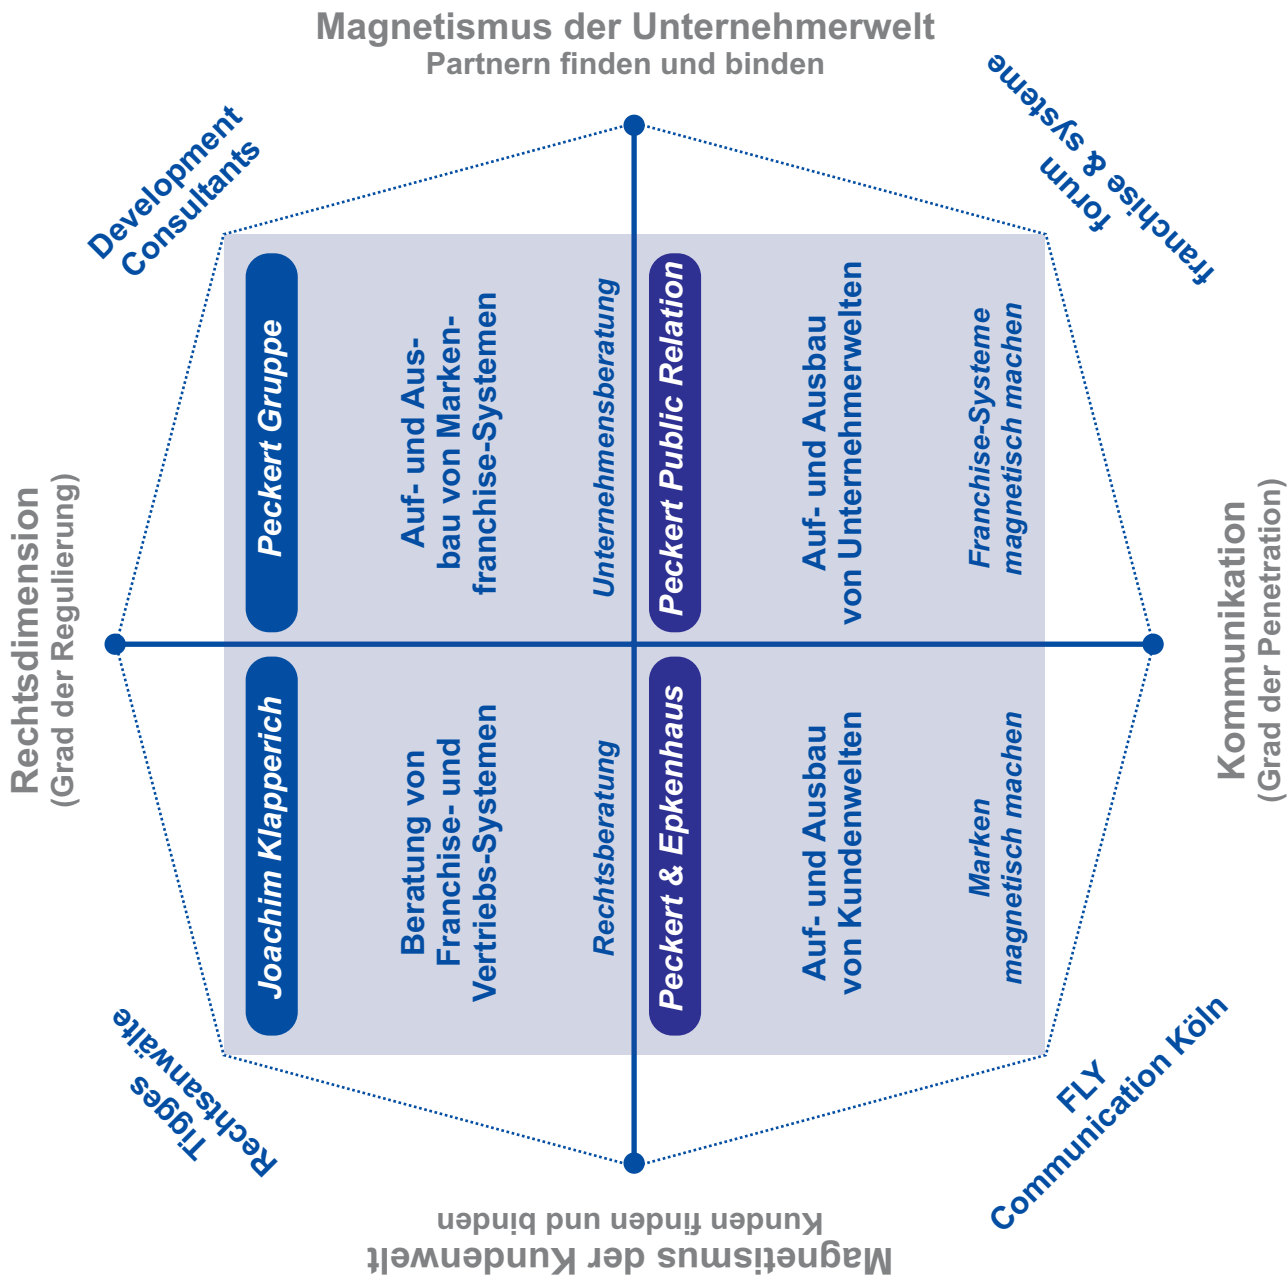 Magnetismus der Unternehmerwelt
Partnern finden und binden
Rechtsdimension
(Grad der Regulierung)
Tigges
Rechtsanwälte
Development
Consultants
Joachim Klapperich
Beratung von
Franchise- und
Vertriebs-Systemen
Rechtsberatung
Peckert Gruppe
Auf- und Aus-
bau von Marken-
franchise-Systemen
Unternehmensberatung
Peckert & Epkenhaus
Auf- und Ausbau
von Kundenwelten
Marken
magnetisch machen
Peckert Public Relation
Auf- und Ausbau
von Unternehmerwelten
Franchise-Systeme
magnetisch machen
FLY
Communication Köln
forum
franchise & systeme
Kommunikation
(Grad der Penetration)
Magnetismus der Kundenwelt
Kunden finden und binden